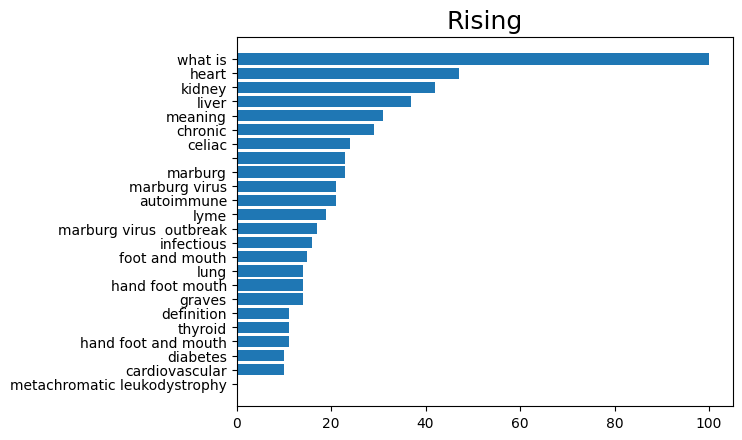 Rising
what is
heart
kidney
liver
meaning
chronic
celiac
marburg
marburg virus
autoimmune
lyme
marburg virus  outbreak
infectious
foot and mouth
lung
hand foot mouth
graves
definition
thyroid
hand foot and mouth
diabetes
cardiovascular
metachromatic leukodystrophy
0 20 40 60 80 100